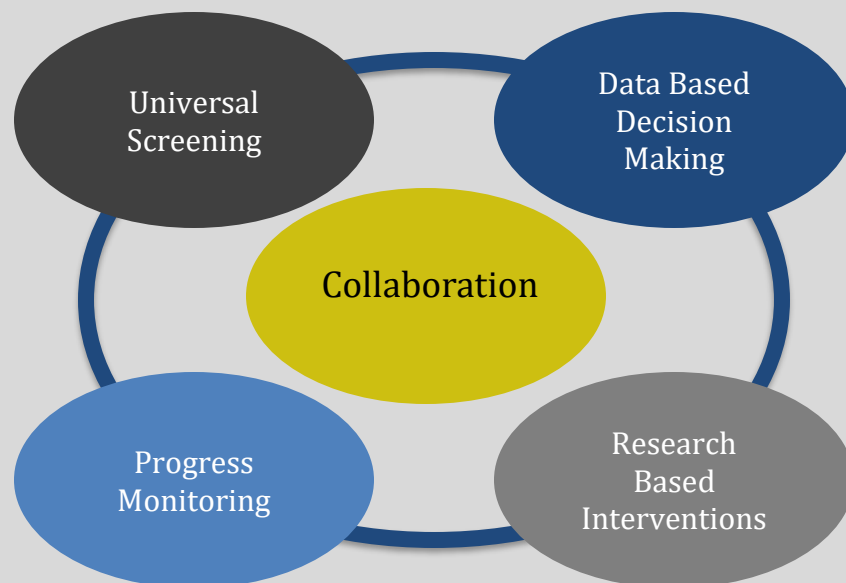 Universal
Screening
Data Based
Decision
Making
Collaboration
Progress
Monitoring
Research
Based
Interventions